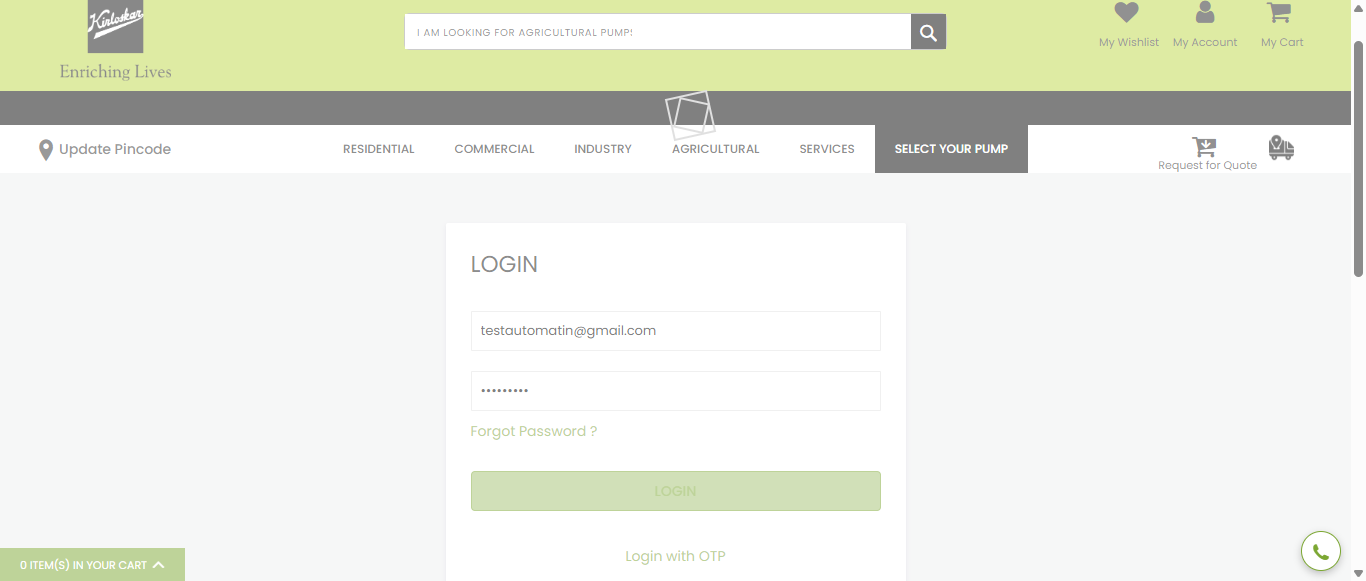 Kirloskar
Enriching Lives
I AM LOOKING FOR AGRICULTURAL PUMPS
My Wishlist My Account My Cart
Update Pincode
RESIDENTIAL COMMERCIAL INDUSTRY AGRICULTURAL SERVICES SELECT YOUR PUMP
Request for Quote
LOGIN
testautomatin@gmail.com
•••••••••
Forgot Password ?
LOGIN
Login with OTP
0 ITEM(S) IN YOUR CART